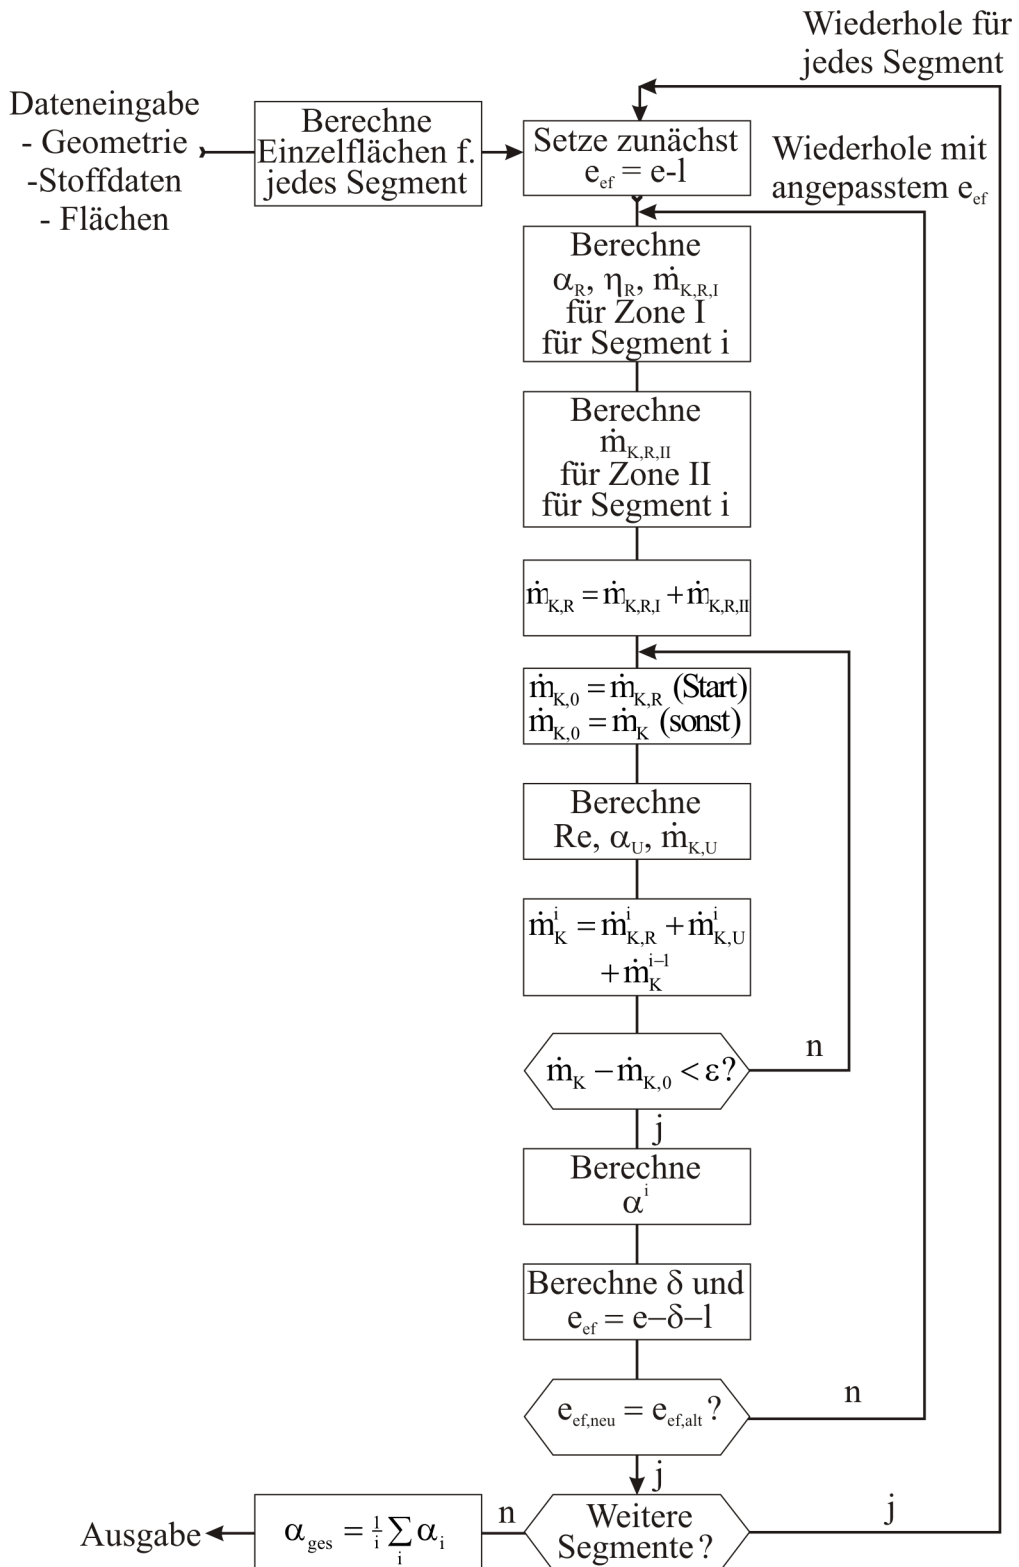 Wiederhole für
jedes Segment
Dateneingabe
- Geometrie
-Stoffdaten
- Flächen
Berechne
Einzelflächen f.
jedes Segment
Setze zunächst
e_ef = e-l
Wiederhole mit
angepasstem e_ef
Berechne
α_R, η_R, ṁ_K,R,I
für Zone I
für Segment i
Berechne
ṁ_K,R,II
für Zone II
für Segment i
ṁ_K,R = ṁ_K,R,I + ṁ_K,R,II
ṁ_K,0 = ṁ_K,R (Start)
ṁ_K,0 = ṁ_K (sonst)
Berechne
Re, α_U, ṁ_K,U
ṁ_K^i = ṁ_K,R^i + ṁ_K,U^i
+ ṁ_K^i–1
ṁ_K – ṁ_K,0 < ε?
n
j
Berechne
α^i
Berechne δ und
e_ef = e–δ–l
e_ef,neu = e_ef,alt ?
n
j
Weitere
Segmente ?
j
n
α_ges = 1/i ∑_i α_i
Ausgabe